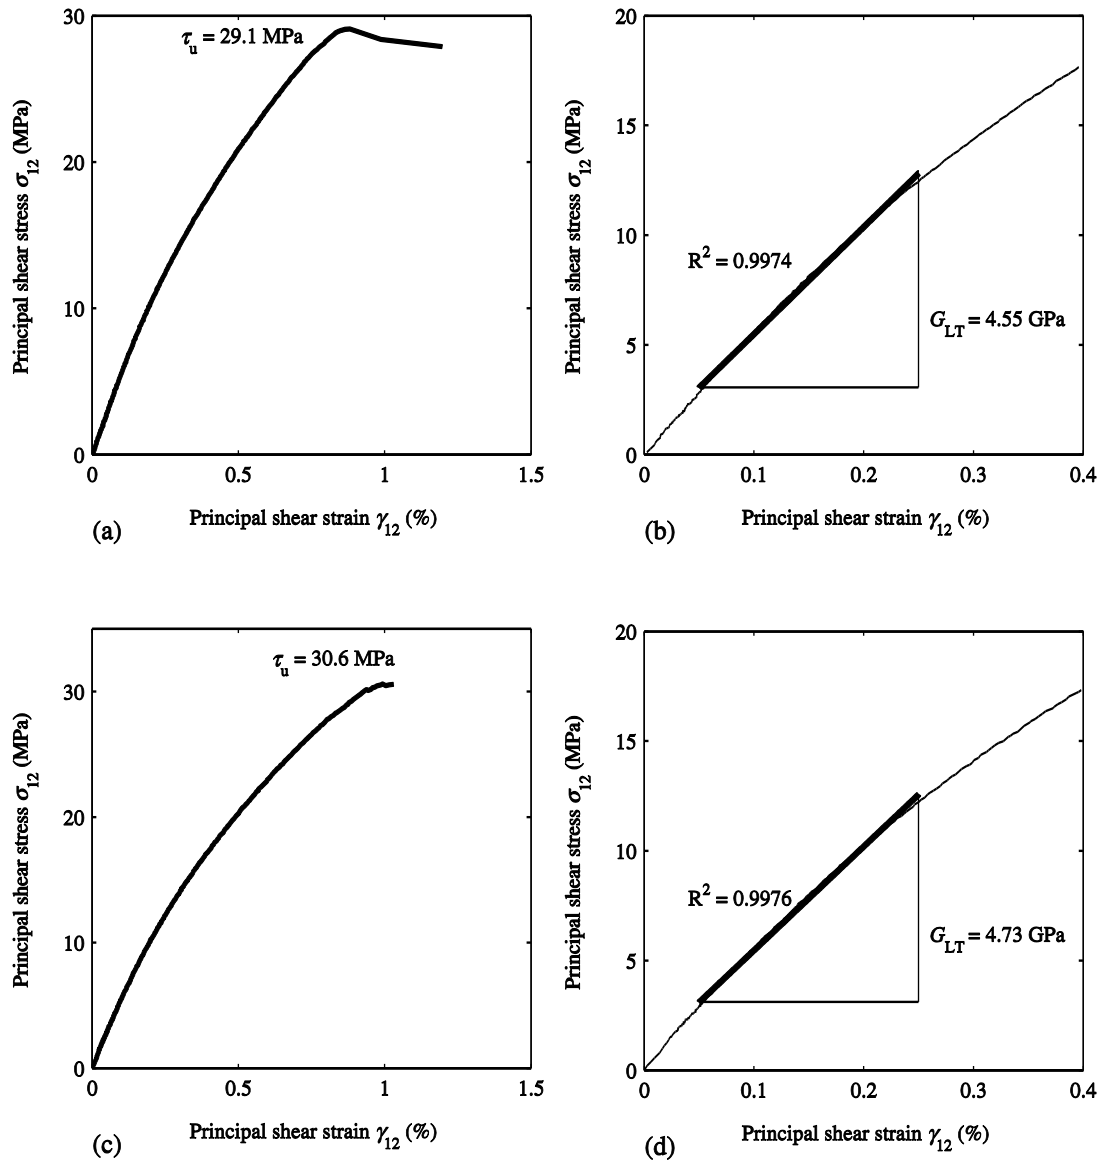 30
τu = 29.1 MPa
20
10
0
Principal shear stress σ12 (MPa)
0 0.5 1 1.5
Principal shear strain γ12 (%)
(a)
20
15
10
5
0
Principal shear stress σ12 (MPa)
R2 = 0.9974
GLT = 4.55 GPa
0 0.1 0.2 0.3 0.4
Principal shear strain γ12 (%)
(b)
τu = 30.6 MPa
30
20
10
0
Principal shear stress σ12 (MPa)
0 0.5 1 1.5
Principal shear strain γ12 (%)
(c)
20
15
10
5
0
Principal shear stress σ12 (MPa)
R2 = 0.9976
GLT = 4.73 GPa
0 0.1 0.2 0.3 0.4
Principal shear strain γ12 (%)
(d)